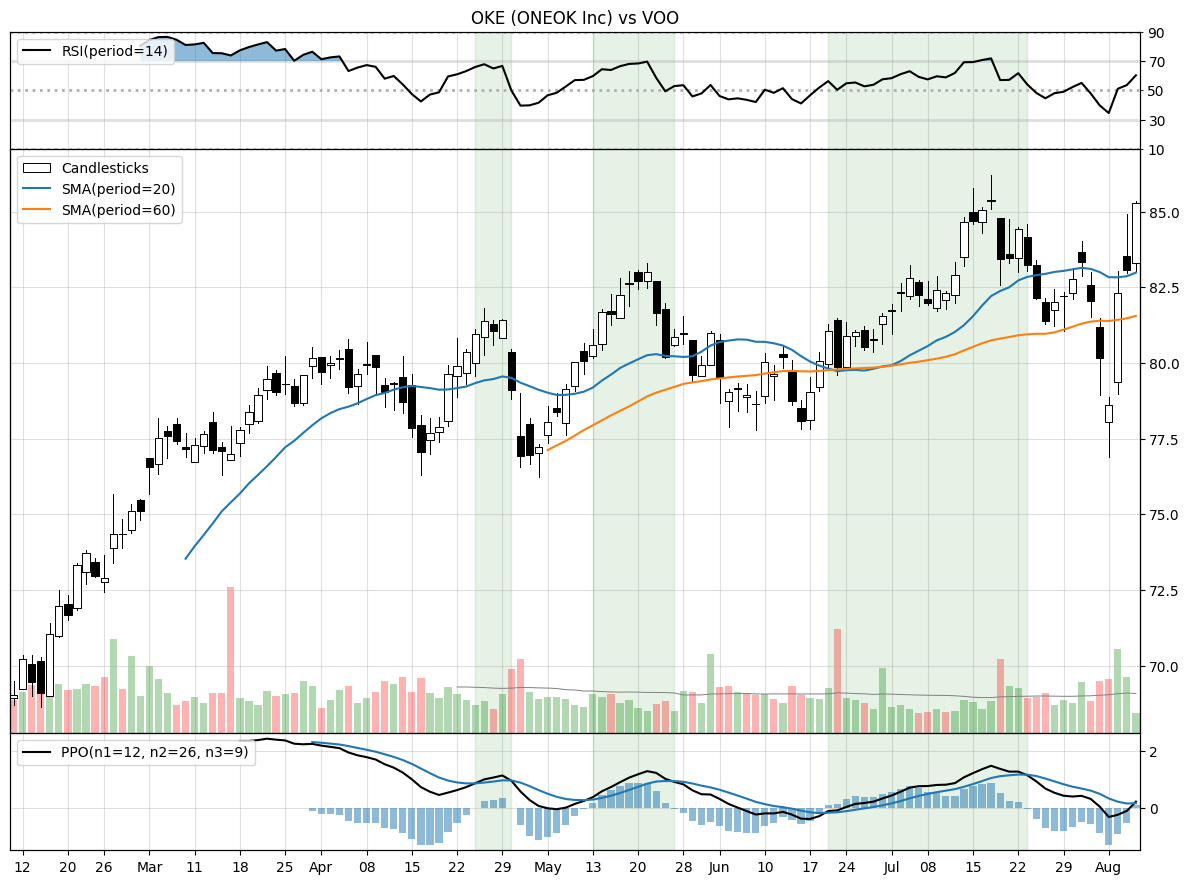 OKE (ONEOK Inc) vs VOO
RSI(period=14)
90
70
50
30
10
Candlesticks
SMA(period=20)
SMA(period=60)
85.0
82.5
80.0
77.5
75.0
72.5
70.0
PPO(n1=12, n2=26, n3=9)
2
0
12 20 26 Mar 11 18 25 Apr 08 15 22 29 May 13 20 28 Jun 10 17 24 Jul 08 15 22 29 Aug